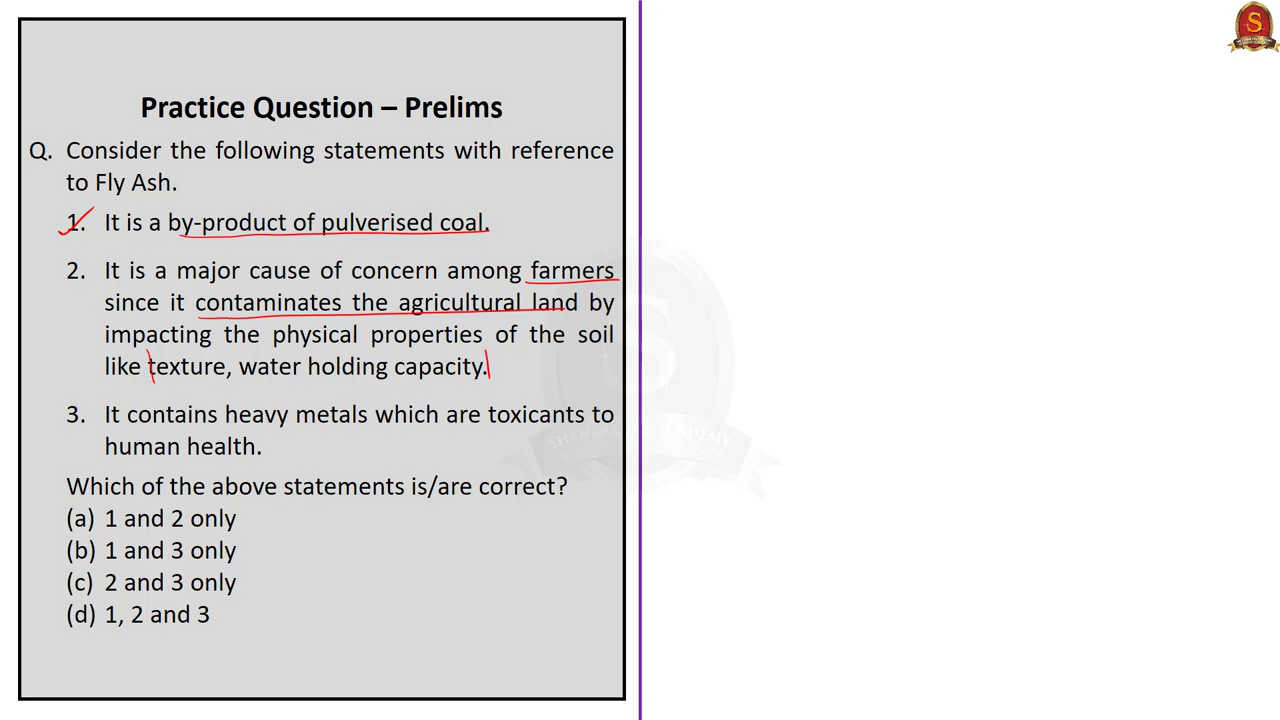 S
Practice Question – Prelims
Q. Consider the following statements with reference
to Fly Ash.
1. It is a by-product of pulverised coal.
2. It is a major cause of concern among farmers
since it contaminates the agricultural land by
impacting the physical properties of the soil
like texture, water holding capacity.
3. It contains heavy metals which are toxicants to
human health.
Which of the above statements is/are correct?
(a) 1 and 2 only
(b) 1 and 3 only
(c) 2 and 3 only
(d) 1, 2 and 3